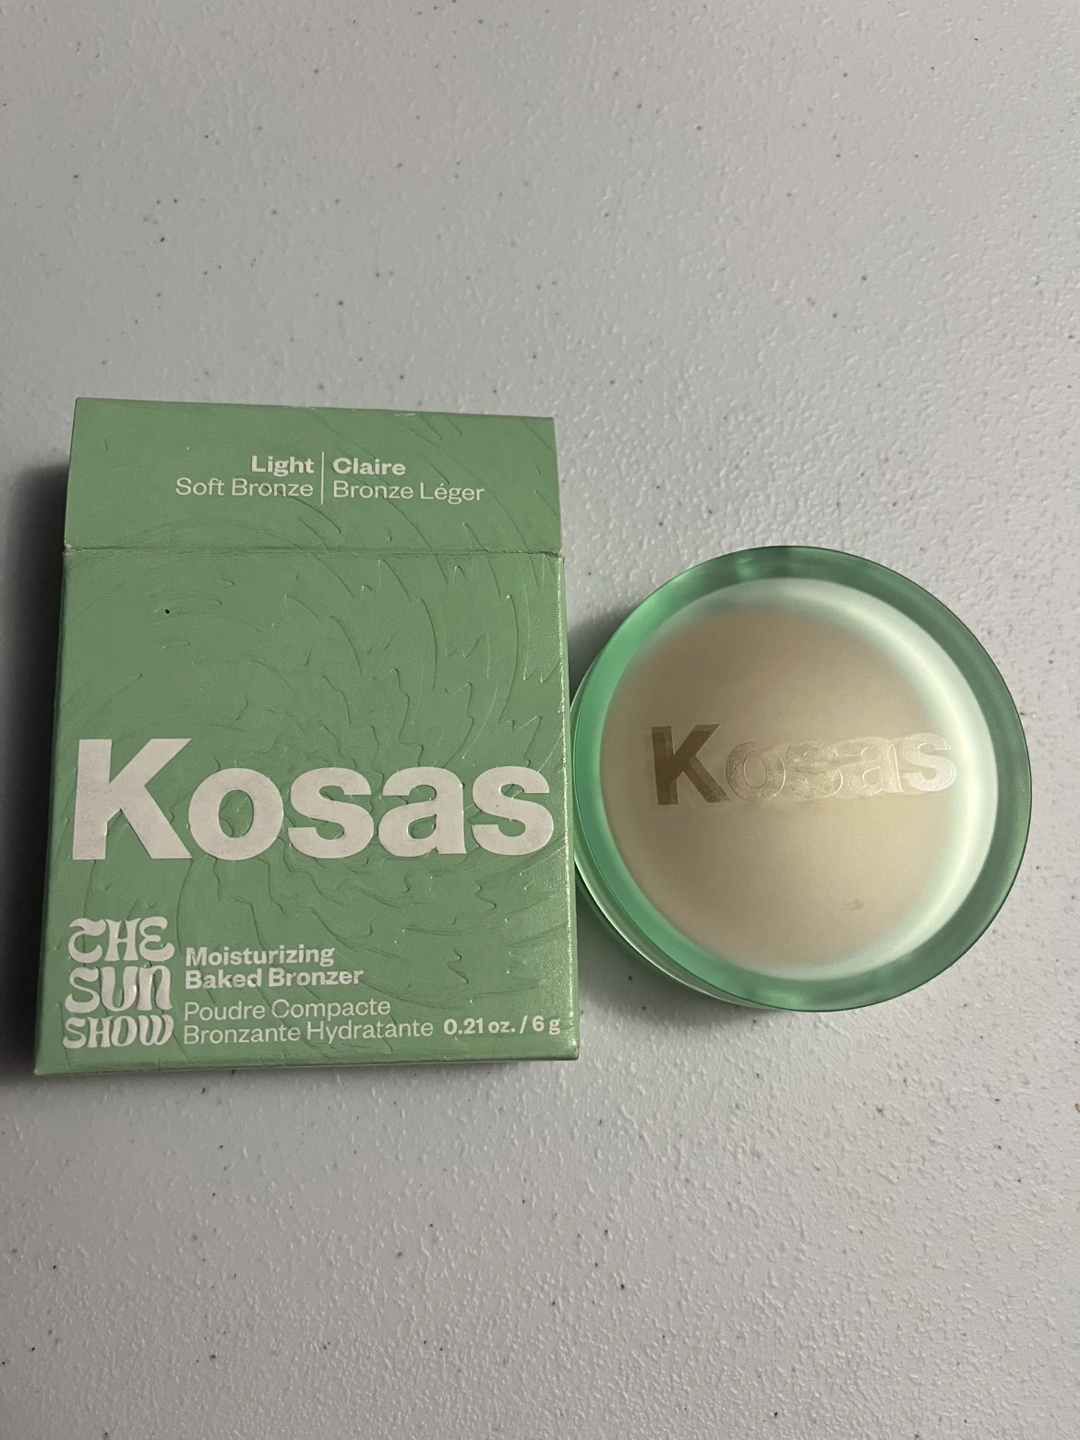 Light | Claire
Soft Bronze | Bronze Léger
Kosas
THE
SUN
SHOW
Moisturizing
Baked Bronzer
Poudre Compacte
Bronzante Hydratante 0.21 oz. / 6 g
Kosas